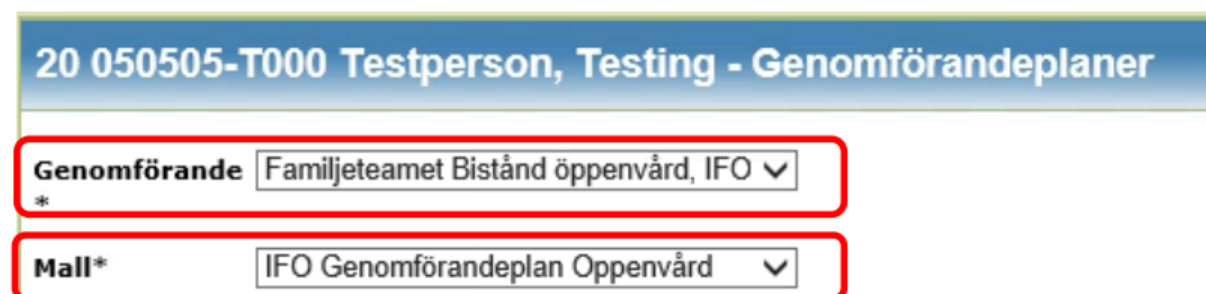 20 050505-T000 Testperson, Testing - Genomförandeplaner
Genomförande Familjeteamet Bistånd öppenvård, IFO
*
Mall* IFO Genomförandeplan Oppenvård